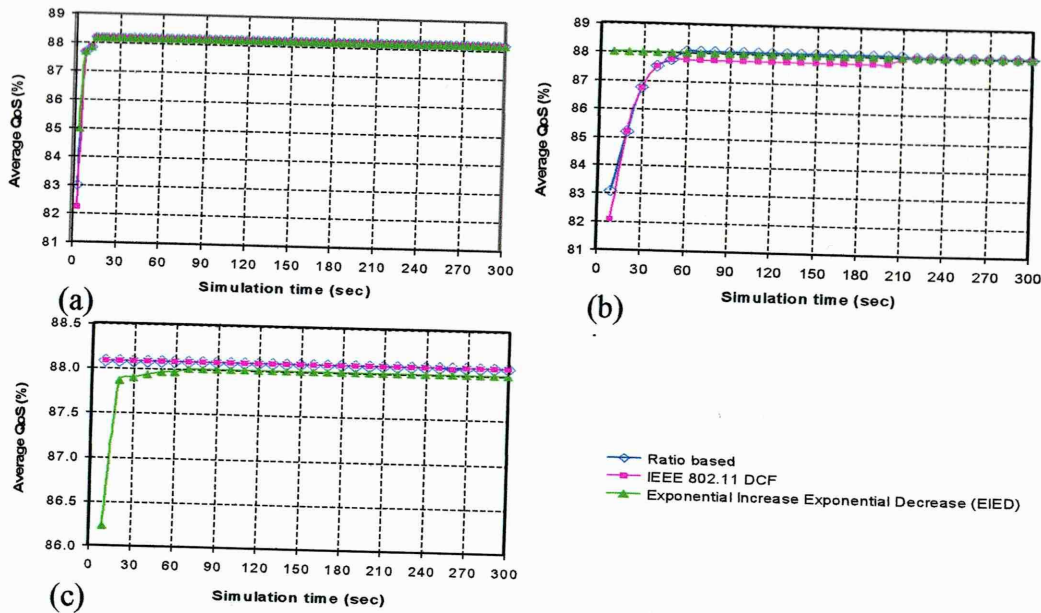 89
88
87
86
85
84
83
82
81
Average QoS (%)
0 30 60 90 120 150 180 210 240 270 300
Simulation time (sec)
(a)
89
88
87
86
85
84
83
82
81
Average QoS (%)
0 30 60 90 120 150 180 210 240 270 300
Simulation time (sec)
(b)
88.5
88.0
87.5
87.0
86.5
86.0
Average QoS (%)
0 30 60 90 120 150 180 210 240 270 300
Simulation time (sec)
(c)
Ratio based
IEEE 802.11 DCF
Exponential Increase Exponential Decrease (EIED)